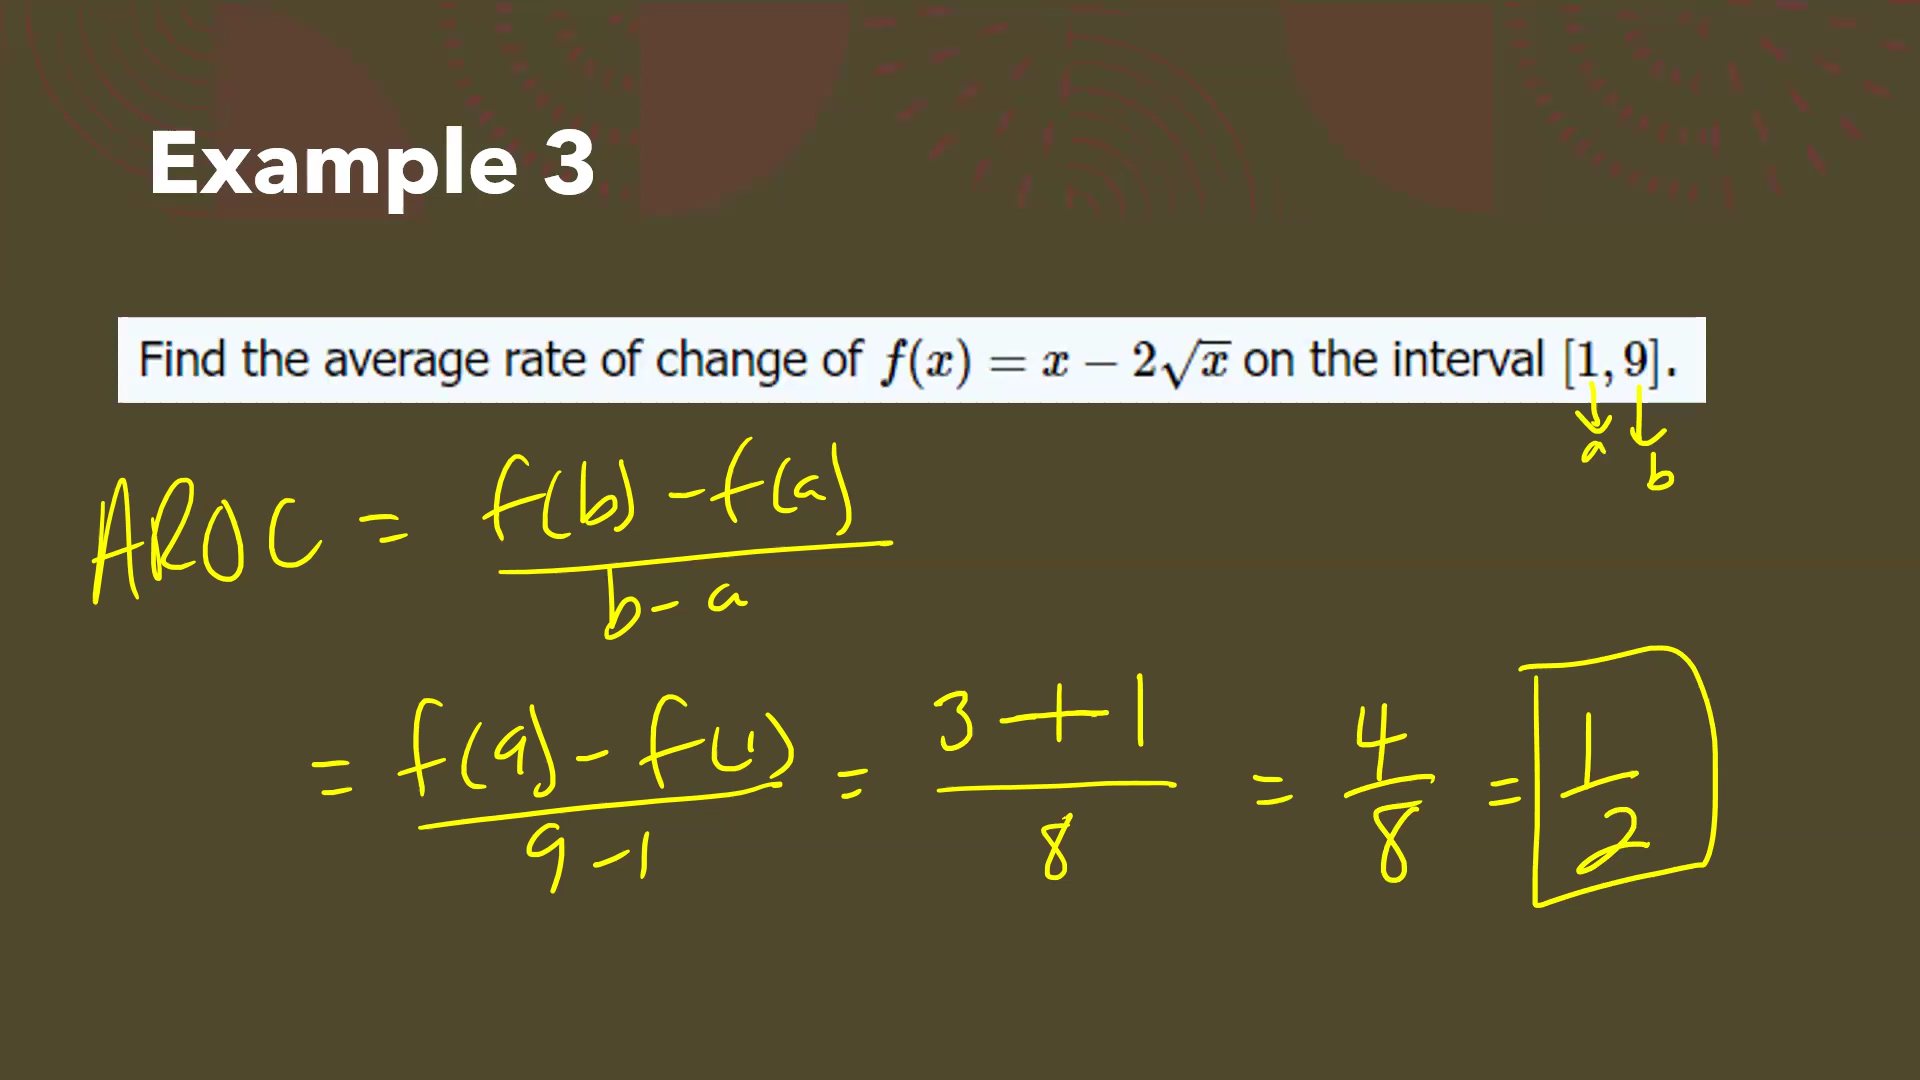 Example 3
Find the average rate of change of f(x) = x − 2√x on the interval [1, 9].
a b
AROC = f(b) - f(a) / b - a
= f(9) - f(1) / 9 - 1 = 3 + 1 / 8 = 4 / 8 = 1 / 2